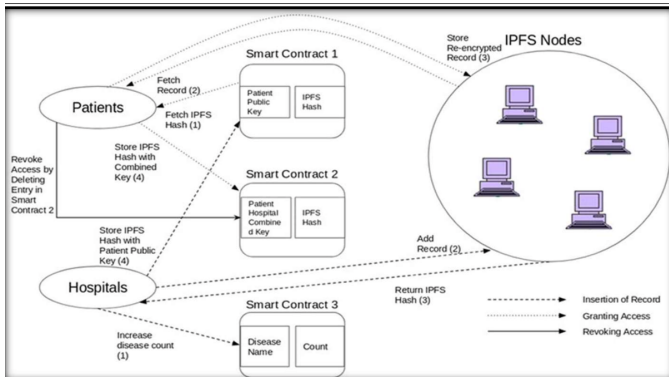 Store
Re-encrypted
Record (3)
IPFS Nodes
Smart Contract 1
Fetch
Record (2)
Patient
Public
Key
IPFS
Hash
Patients
Fetch IPFS
Hash (1)
Store IPFS
Hash with
Combined
Key (4)
Revoke
Access by
Deleting
Entry in
Smart
Contract 2
Smart Contract 2
Patient
Hospital
Combine
d Key
IPFS
Hash
Store IPFS
Hash with
Patient Public
Key (4)
Add
Record (2)
Hospitals
Return IPFS
Hash (3)
Smart Contract 3
Increase
disease count
(1)
Disease
Name
Count
Insertion of Record
Granting Access
Revoking Access